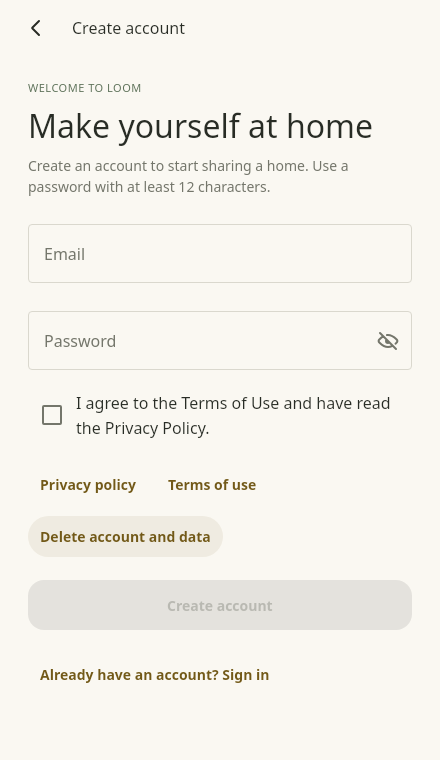 Create account
WELCOME TO LOOM
Make yourself at home
Create an account to start sharing a home. Use a
password with at least 12 characters.
Email
Password
I agree to the Terms of Use and have read
the Privacy Policy.
Privacy policy Terms of use
Delete account and data
Create account
Already have an account? Sign in